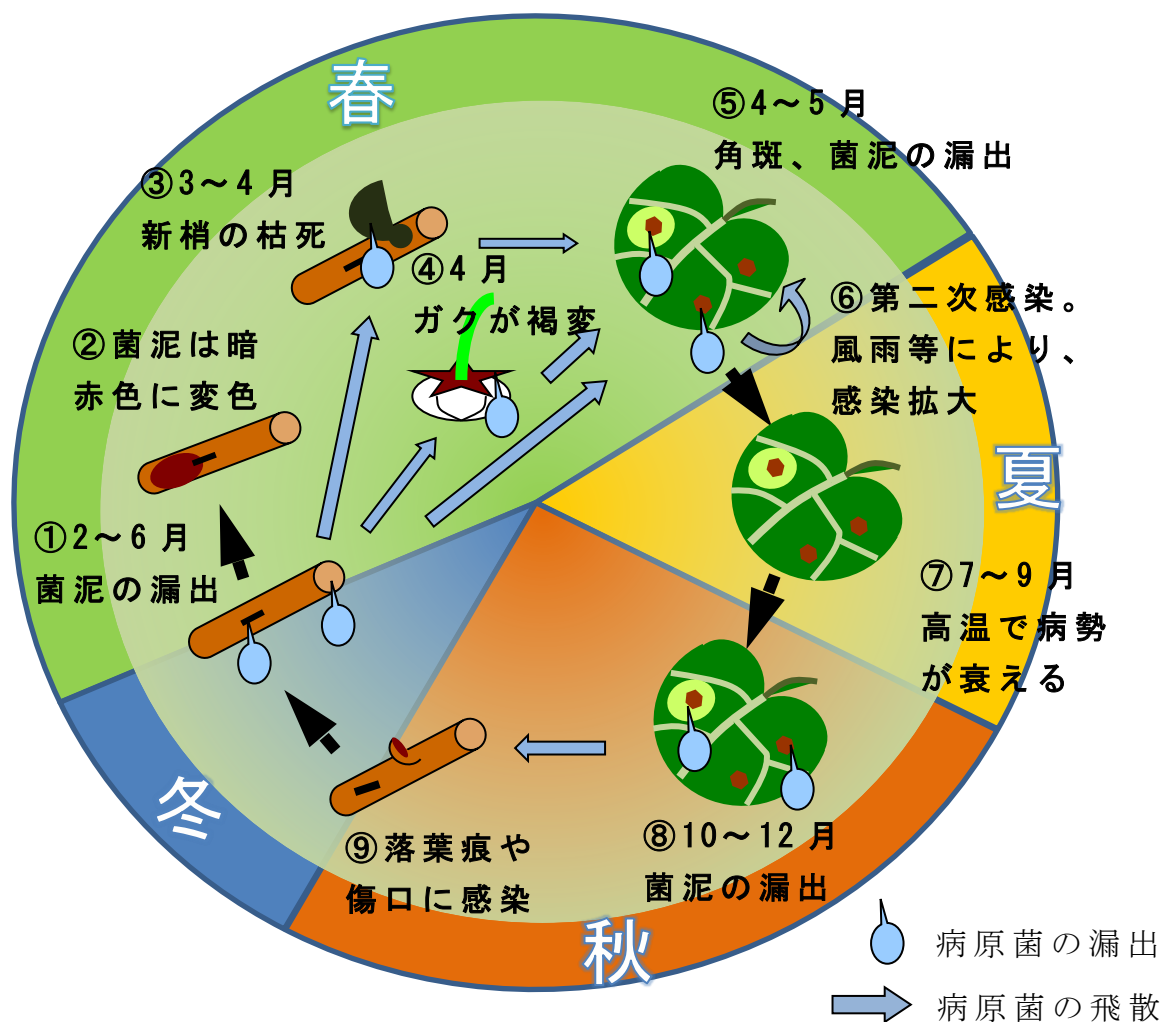 春
夏
秋
冬
①2～6 月
菌泥の漏出
②菌泥は暗
赤色に変色
③3～4 月
新梢の枯死
④4 月
ガクが褐変
⑤4～5 月
角斑、菌泥の漏出
⑥第二次感染。
風雨等により、
感染拡大
⑦7～9 月
高温で病勢
が衰える
⑧10～12 月
菌泥の漏出
⑨落葉痕や
傷口に感染
病原菌の漏出
病原菌の飛散